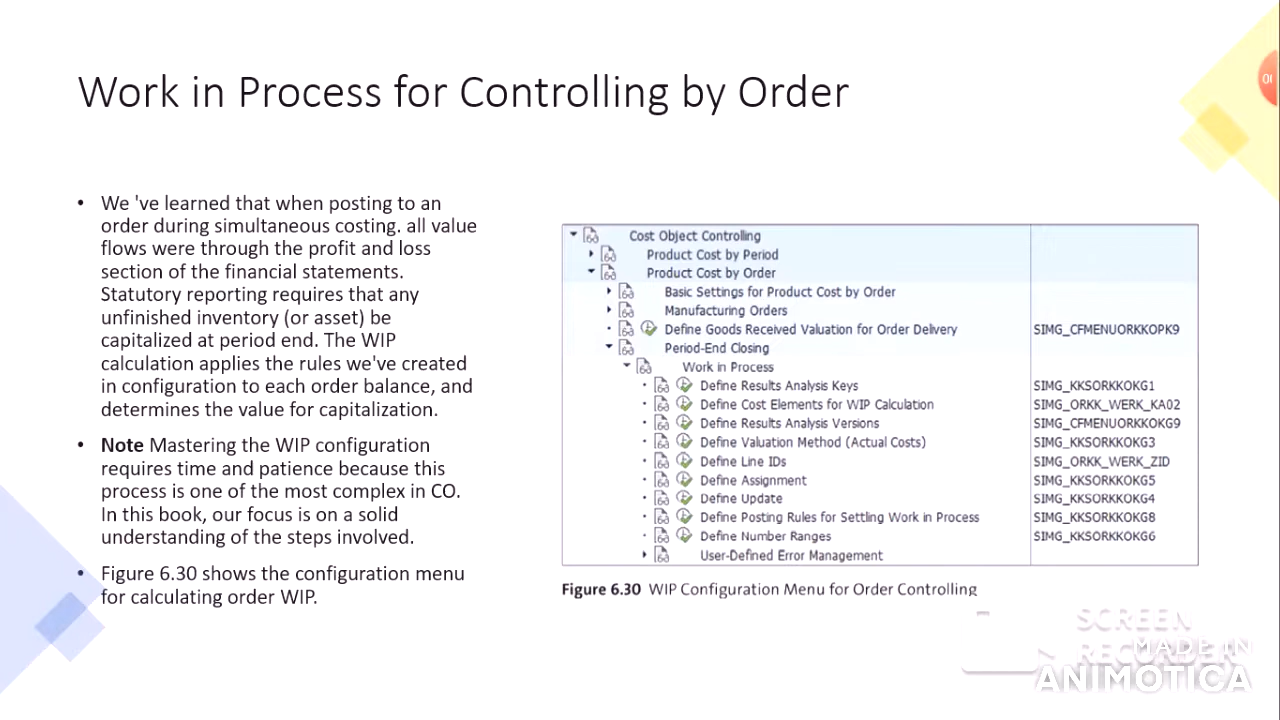 Work in Process for Controlling by Order
• We 've learned that when posting to an
order during simultaneous costing. all value
flows were through the profit and loss
section of the financial statements.
Statutory reporting requires that any
unfinished inventory (or asset) be
capitalized at period end. The WIP
calculation applies the rules we've created
in configuration to each order balance, and
determines the value for capitalization.
• Note Mastering the WIP configuration
requires time and patience because this
process is one of the most complex in CO.
In this book, our focus is on a solid
understanding of the steps involved.
• Figure 6.30 shows the configuration menu
for calculating order WIP.
Cost Object Controlling
Product Cost by Period
Product Cost by Order
Basic Settings for Product Cost by Order
Manufacturing Orders
Define Goods Received Valuation for Order Delivery SIMG_CFMENUORKKOPK9
Period-End Closing
Work in Process
Define Results Analysis Keys SIMG_KKSORKKOKG1
Define Cost Elements for WIP Calculation SIMG_ORKK_WERK_KA02
Define Results Analysis Versions SIMG_CFMENUORKKOKG9
Define Valuation Method (Actual Costs) SIMG_KKSORKKOKG3
Define Line IDs SIMG_ORKK_WERK_ZID
Define Assignment SIMG_KKSORKKOKG5
Define Update SIMG_KKSORKKOKG4
Define Posting Rules for Settling Work in Process SIMG_KKSORKKOKG8
Define Number Ranges SIMG_KKSORKKOKG6
User-Defined Error Management
Figure 6.30 WIP Configuration Menu for Order Controlling
SCREEN
RECORDER
MADE IN
ANIMOTICA